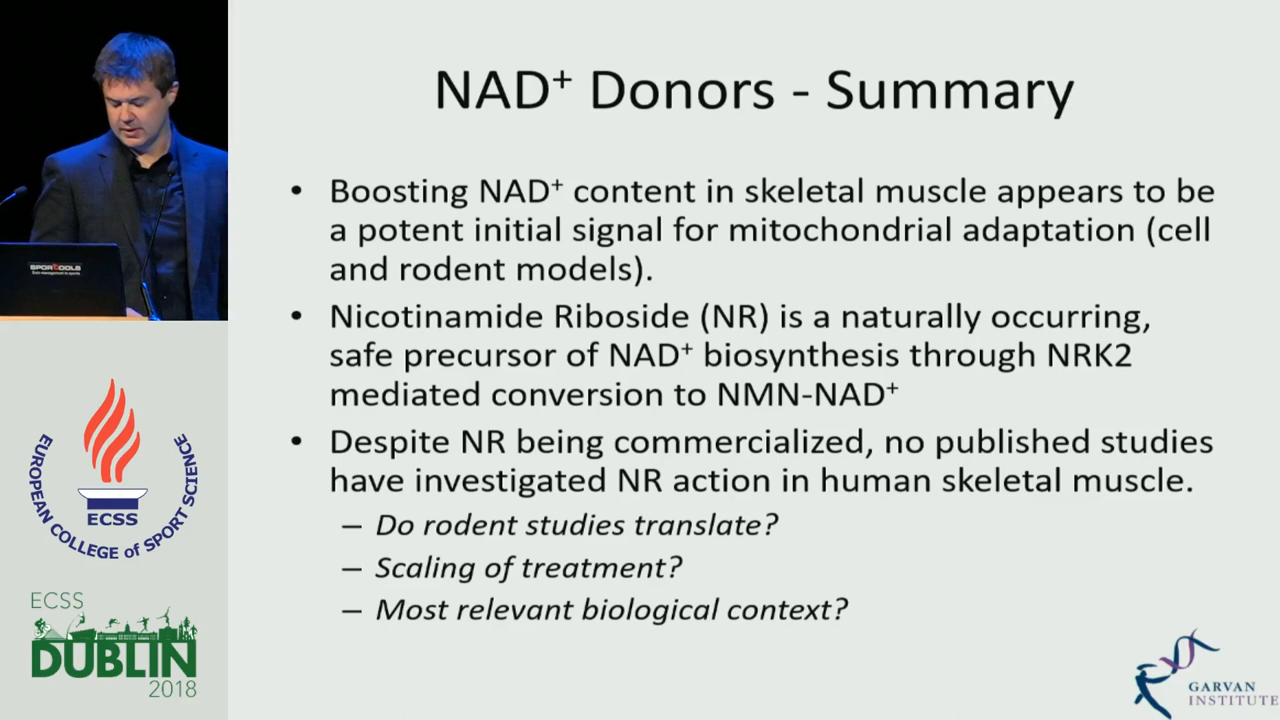 NAD⁺ Donors - Summary
• Boosting NAD⁺ content in skeletal muscle appears to be
a potent initial signal for mitochondrial adaptation (cell
and rodent models).
• Nicotinamide Riboside (NR) is a naturally occurring,
safe precursor of NAD⁺ biosynthesis through NRK2
mediated conversion to NMN-NAD⁺
• Despite NR being commercialized, no published studies
have investigated NR action in human skeletal muscle.
– Do rodent studies translate?
– Scaling of treatment?
– Most relevant biological context?
SPORTOOLS
EUROPEAN COLLEGE of SPORT SCIENCE
ECSS
ECSS
DUBLIN
2018
GARVAN
INSTITUTE